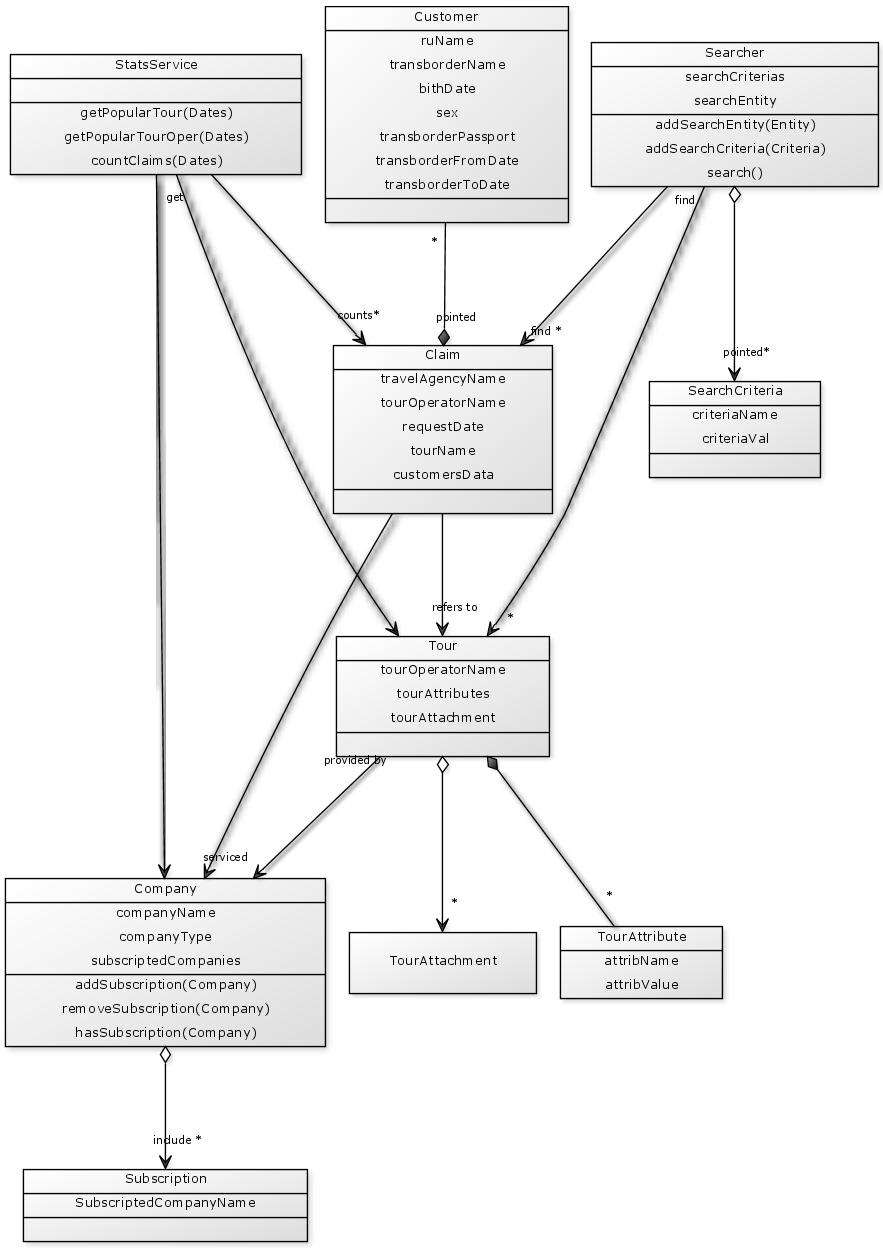 Customer
ruName
transborderName
bithDate
sex
transborderPassport
transborderFromDate
transborderToDate
StatsService
getPopularTour(Dates)
getPopularTourOper(Dates)
countClaims(Dates)
Searcher
searchCriterias
searchEntity
addSearchEntity(Entity)
addSearchCriteria(Criteria)
search()
get
find
*
counts*
pointed
find *
pointed*
Claim
travelAgencyName
tourOperatorName
requestDate
tourName
customersData
SearchCriteria
criteriaName
criteriaVal
refers to
*
Tour
tourOperatorName
tourAttributes
tourAttachment
provided by
serviced
*
*
Company
companyName
companyType
subscriptedCompanies
addSubscription(Company)
removeSubscription(Company)
hasSubscription(Company)
TourAttachment
TourAttribute
attribName
attribValue
include *
Subscription
SubscriptedCompanyName